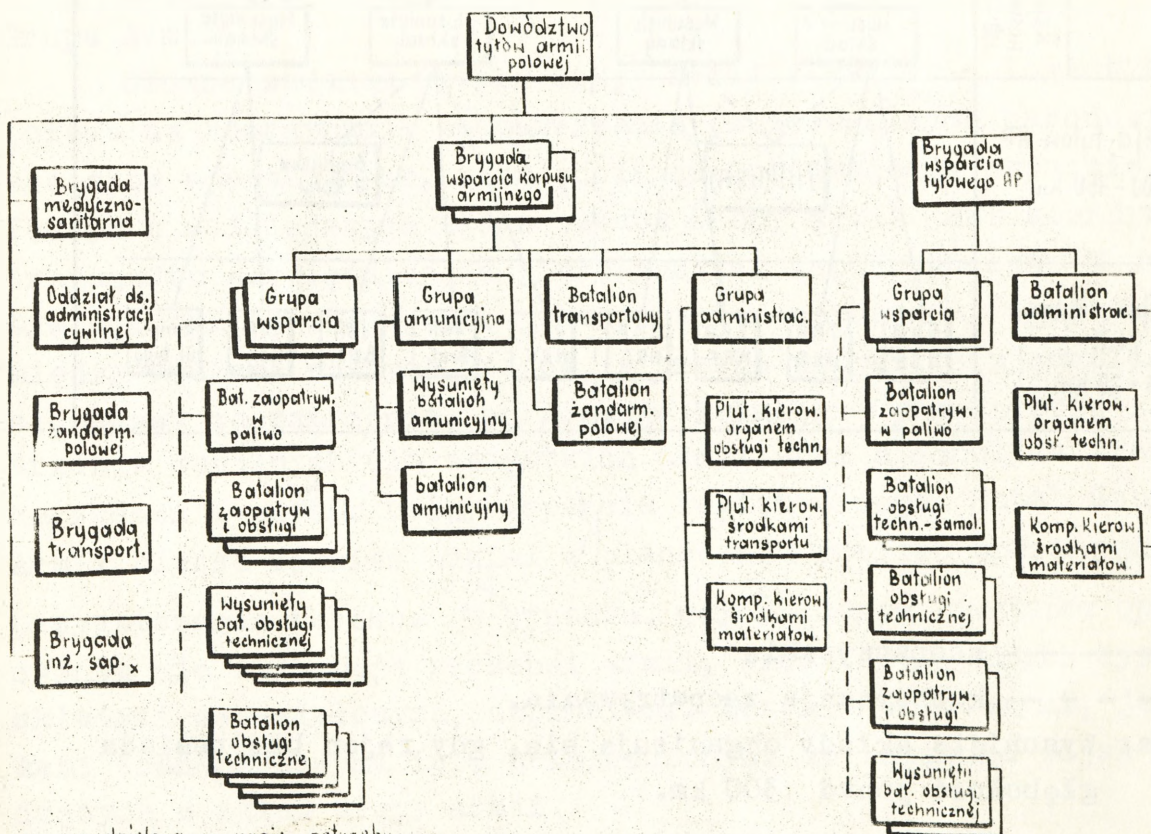 Dowództwo
tyłów armii
polowej
Brygada
wsparcia korpusu
armijnego
Brygada
wsparcia
tyłowego AP
Brygada
medyczno-
sanitarna
Oddział ds.
administracji
cywilnej
Brygada
żandarm.
polowej
Brygada
transport.
Brygada
inż. sap. x
Grupa
wsparcia
Bat. zaopatryw.
w
paliwo
Batalion
zaopatryw
i obsługi
Wysunięty
bat. obsługi
technicznej
Batalion
obsługi
technicznej
Grupa
amunicyjna
Wysunięty
batalion
amunicyjny
batalion
amunicyjny
Batalion
transportowy
Batalion
żandarm.
polowej
Grupa
administrac.
Plut. kierow.
organem
obsługi techn.
Plut. kierow.
środkami
transportu
Komp. kierow.
środkami
materiałow.
Grupa
wsparcia
Batalion
zaopatryw.
w paliwo
Batalion
obsługi
techn.-samol.
Batalion
obsługi
technicznej
Batalion
zaopatryw.
i obsługi
Wysunięty
bat. obsługi
technicznej
Batalion
administrac.
Plut. kierow.
organem
obsł. techn.
Komp. kierow.
środkami
materiałow.